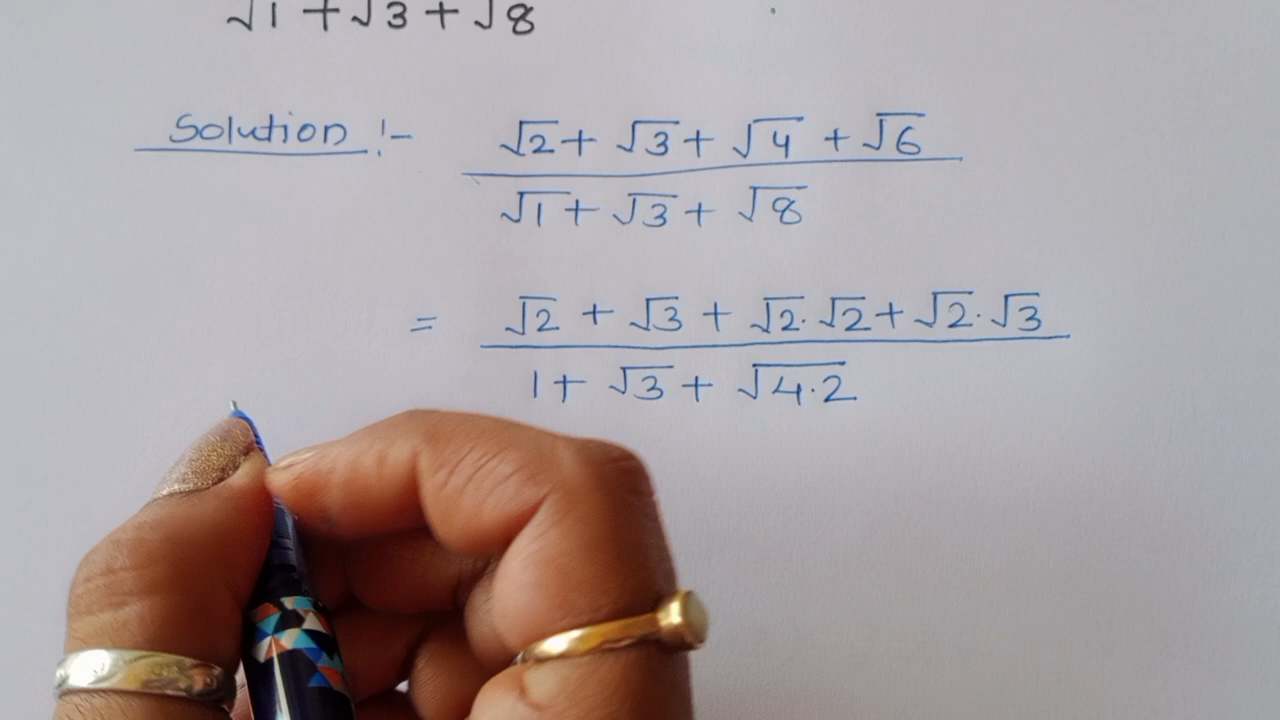 √1 + √3 + √8
Solution :- √2 + √3 + √4 + √6
√1 + √3 + √8
= √2 + √3 + √2·√2 + √2·√3
1 + √3 + √4·2